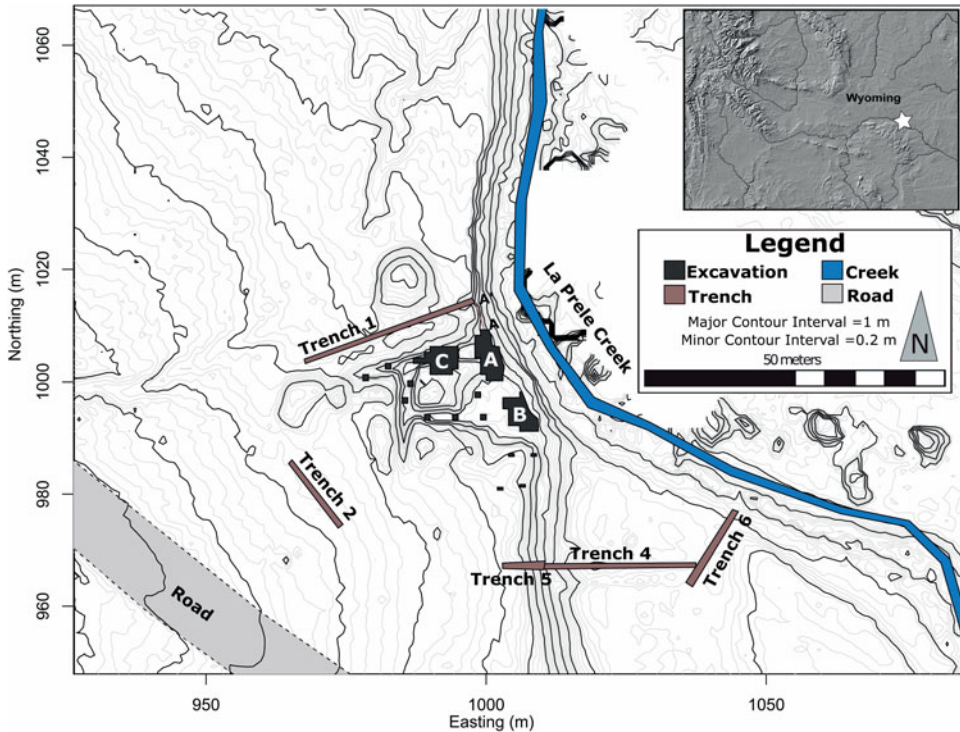 Wyoming
Legend
Excavation
Creek
Trench
Road
Major Contour Interval =1 m
Minor Contour Interval =0.2 m
50 meters
N
La Prele Creek
Trench 1
A'
A
C
A
B
Trench 2
Trench 4
Trench 5
Trench 6
Road
Northing (m)
1060
1040
1020
1000
980
960
950
1000
1050
Easting (m)